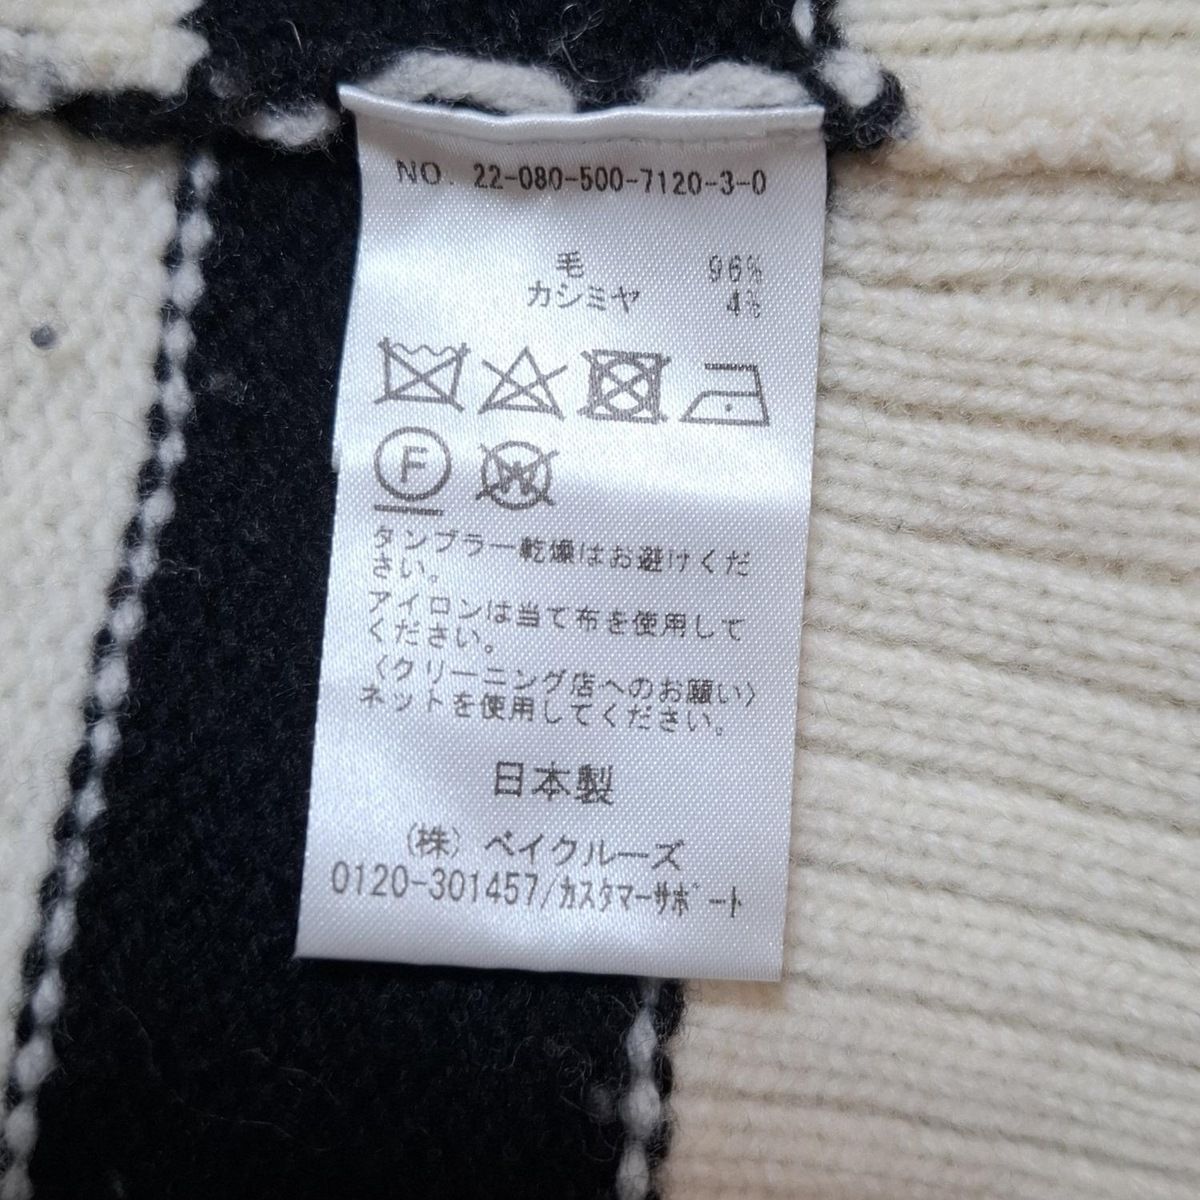 NO. 22-080-500-7120-3-0
毛 96%
カシミヤ 4%
F
W
タンブラー乾燥はお避けくだ
さい。
アイロンは当て布を使用して
ください。
〈クリーニング店へのお願い〉
ネットを使用してください。
日本製
(株) ベイクルーズ
0120-301457/ｶｽﾀﾏｰｻﾎﾟｰﾄ